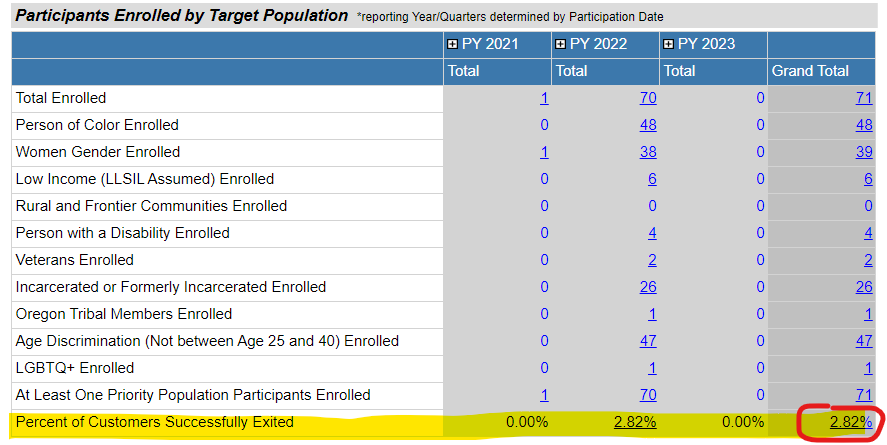 Participants Enrolled by Target Population *reporting Year/Quarters determined by Participation Date
PY 2021 PY 2022 PY 2023
Total Total Total Grand Total
Total Enrolled 1 70 0 71
Person of Color Enrolled 0 48 0 48
Women Gender Enrolled 1 38 0 39
Low Income (LLSIL Assumed) Enrolled 0 6 0 6
Rural and Frontier Communities Enrolled 0 0 0 0
Person with a Disability Enrolled 0 4 0 4
Veterans Enrolled 0 2 0 2
Incarcerated or Formerly Incarcerated Enrolled 0 26 0 26
Oregon Tribal Members Enrolled 0 1 0 1
Age Discrimination (Not between Age 25 and 40) Enrolled 0 47 0 47
LGBTQ+ Enrolled 0 1 0 1
At Least One Priority Population Participants Enrolled 1 70 0 71
Percent of Customers Successfully Exited 0.00% 2.82% 0.00% 2.82%